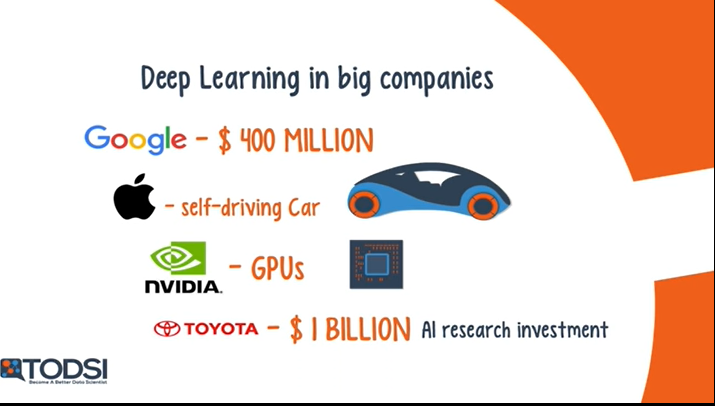 Deep Learning in big companies
Google - $ 400 MILLION
- self-driving Car
NVIDIA. - GPUs
TOYOTA - $ 1 BILLION AI research investment
TODSI
Become A Better Data Scientist